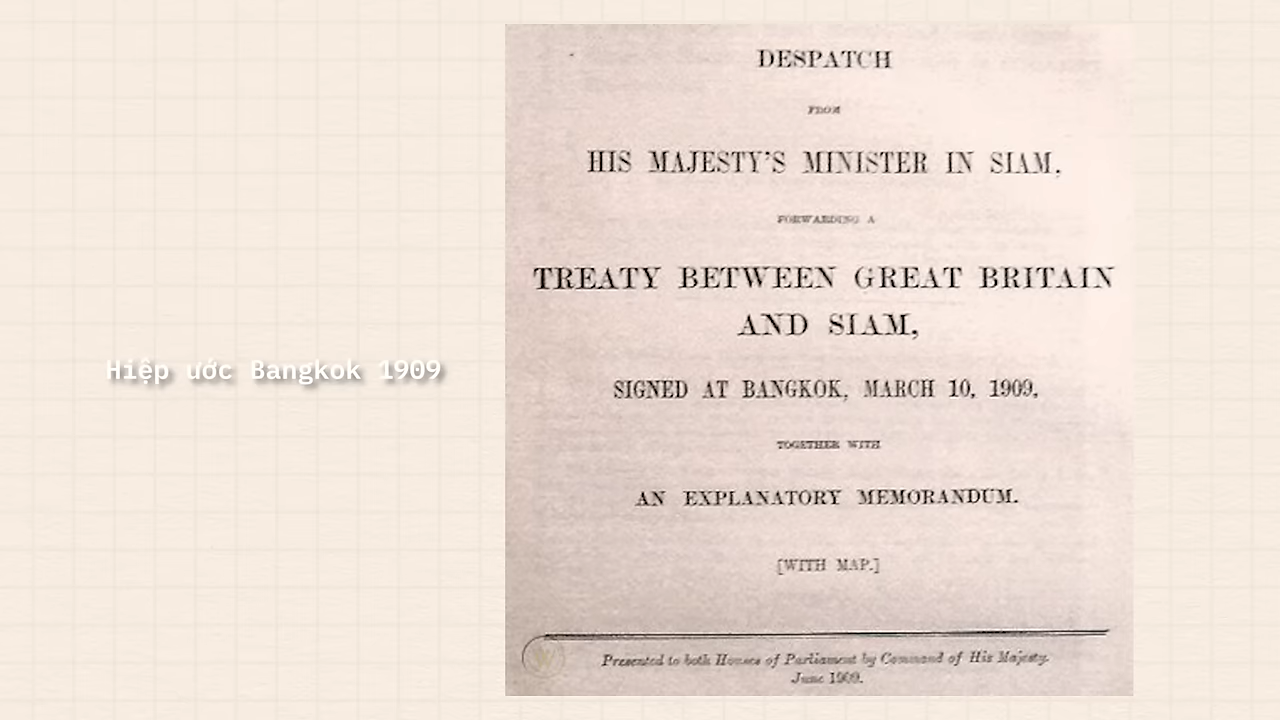 Hiệp ước Bangkok 1909
DESPATCH
FROM
HIS MAJESTY'S MINISTER IN SIAM,
FORWARDING A
TREATY BETWEEN GREAT BRITAIN
AND SIAM,
SIGNED AT BANGKOK, MARCH 10, 1909,
TOGETHER WITH
AN EXPLANATORY MEMORANDUM.
[WITH MAP.]
Presented to both Houses of Parliament by Command of His Majesty.
June 1909.